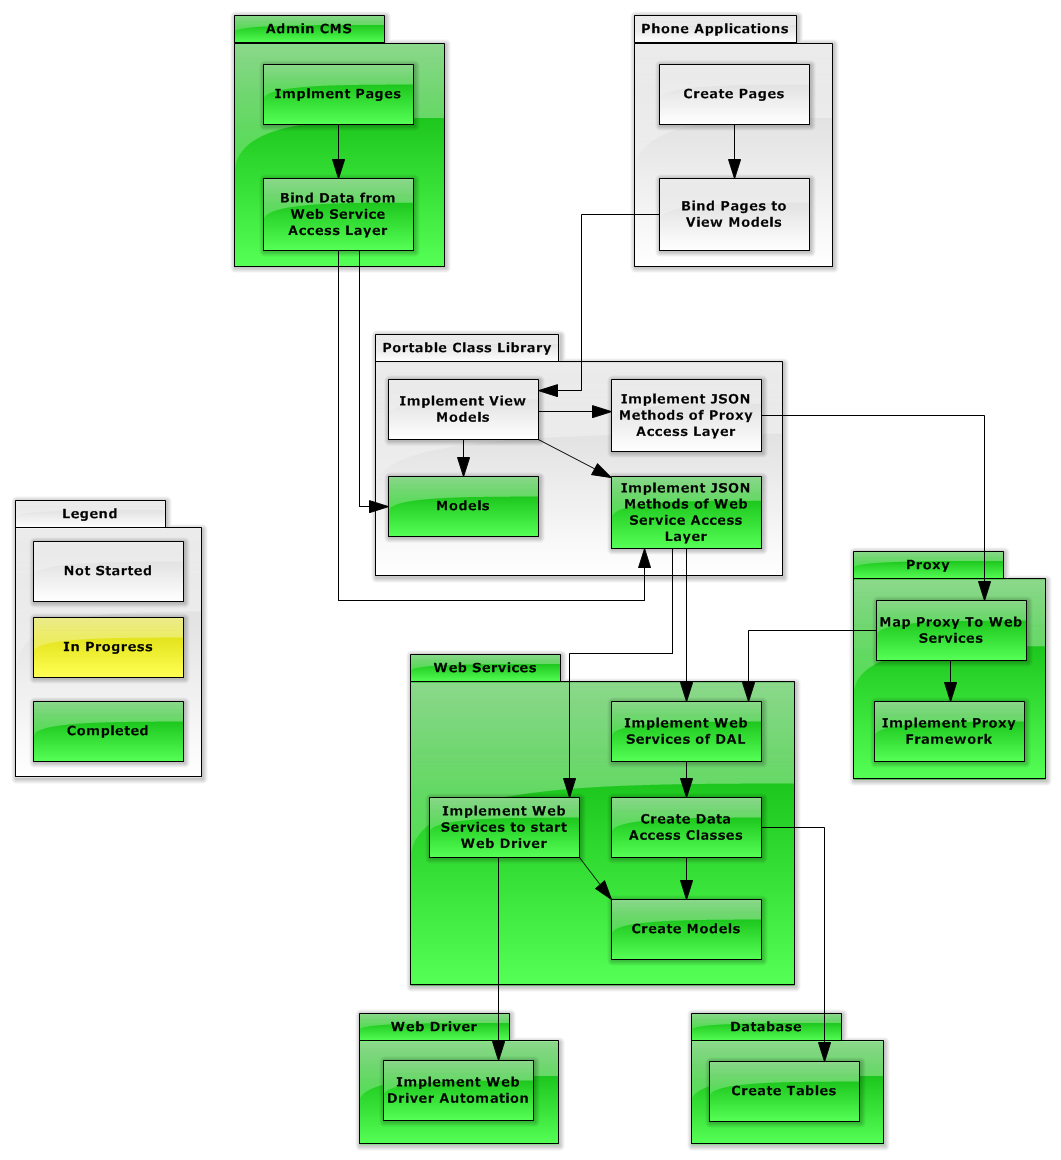 Admin CMS
Implment Pages
Bind Data from
Web Service
Access Layer
Phone Applications
Create Pages
Bind Pages to
View Models
Portable Class Library
Implement View
Models
Implement JSON
Methods of Proxy
Access Layer
Models
Implement JSON
Methods of Web
Service Access
Layer
Legend
Not Started
In Progress
Completed
Proxy
Map Proxy To Web
Services
Implement Proxy
Framework
Web Services
Implement Web
Services of DAL
Implement Web
Services to start
Web Driver
Create Data
Access Classes
Create Models
Web Driver
Implement Web
Driver Automation
Database
Create Tables